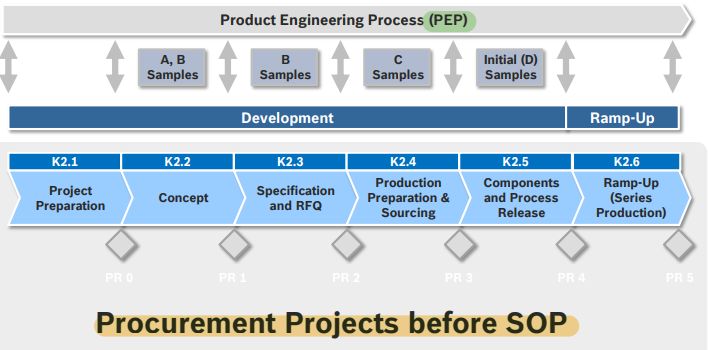 Product Engineering Process (PEP)
A, B
Samples
B
Samples
C
Samples
Initial (D)
Samples
Development
Ramp-Up
K2.1
K2.2
K2.3
K2.4
K2.5
K2.6
Project
Preparation
Concept
Specification
and RFQ
Production
Preparation &
Sourcing
Components
and Process
Release
Ramp-Up
(Series
Production)
PR 0
PR 1
PR 2
PR 3
PR 4
PR 5
Procurement Projects before SOP